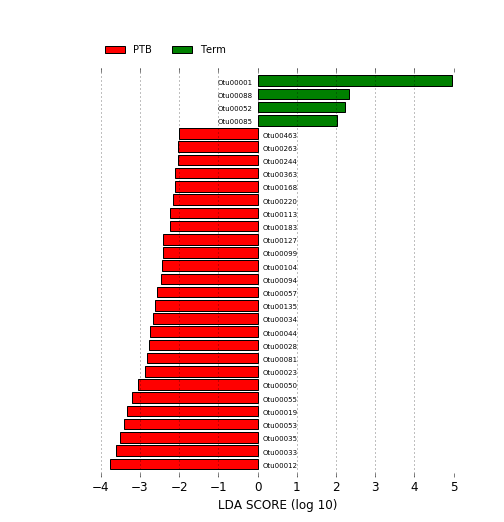 PTB Term
Otu00001
Otu00088
Otu00052
Otu00085
Otu00463
Otu00263
Otu00244
Otu00363
Otu00168
Otu00220
Otu00113
Otu00183
Otu00127
Otu00099
Otu00104
Otu00094
Otu00057
Otu00135
Otu00034
Otu00044
Otu00028
Otu00081
Otu00023
Otu00050
Otu00055
Otu00019
Otu00053
Otu00035
Otu00033
Otu00012
−4 −3 −2 −1 0 1 2 3 4 5
LDA SCORE (log 10)